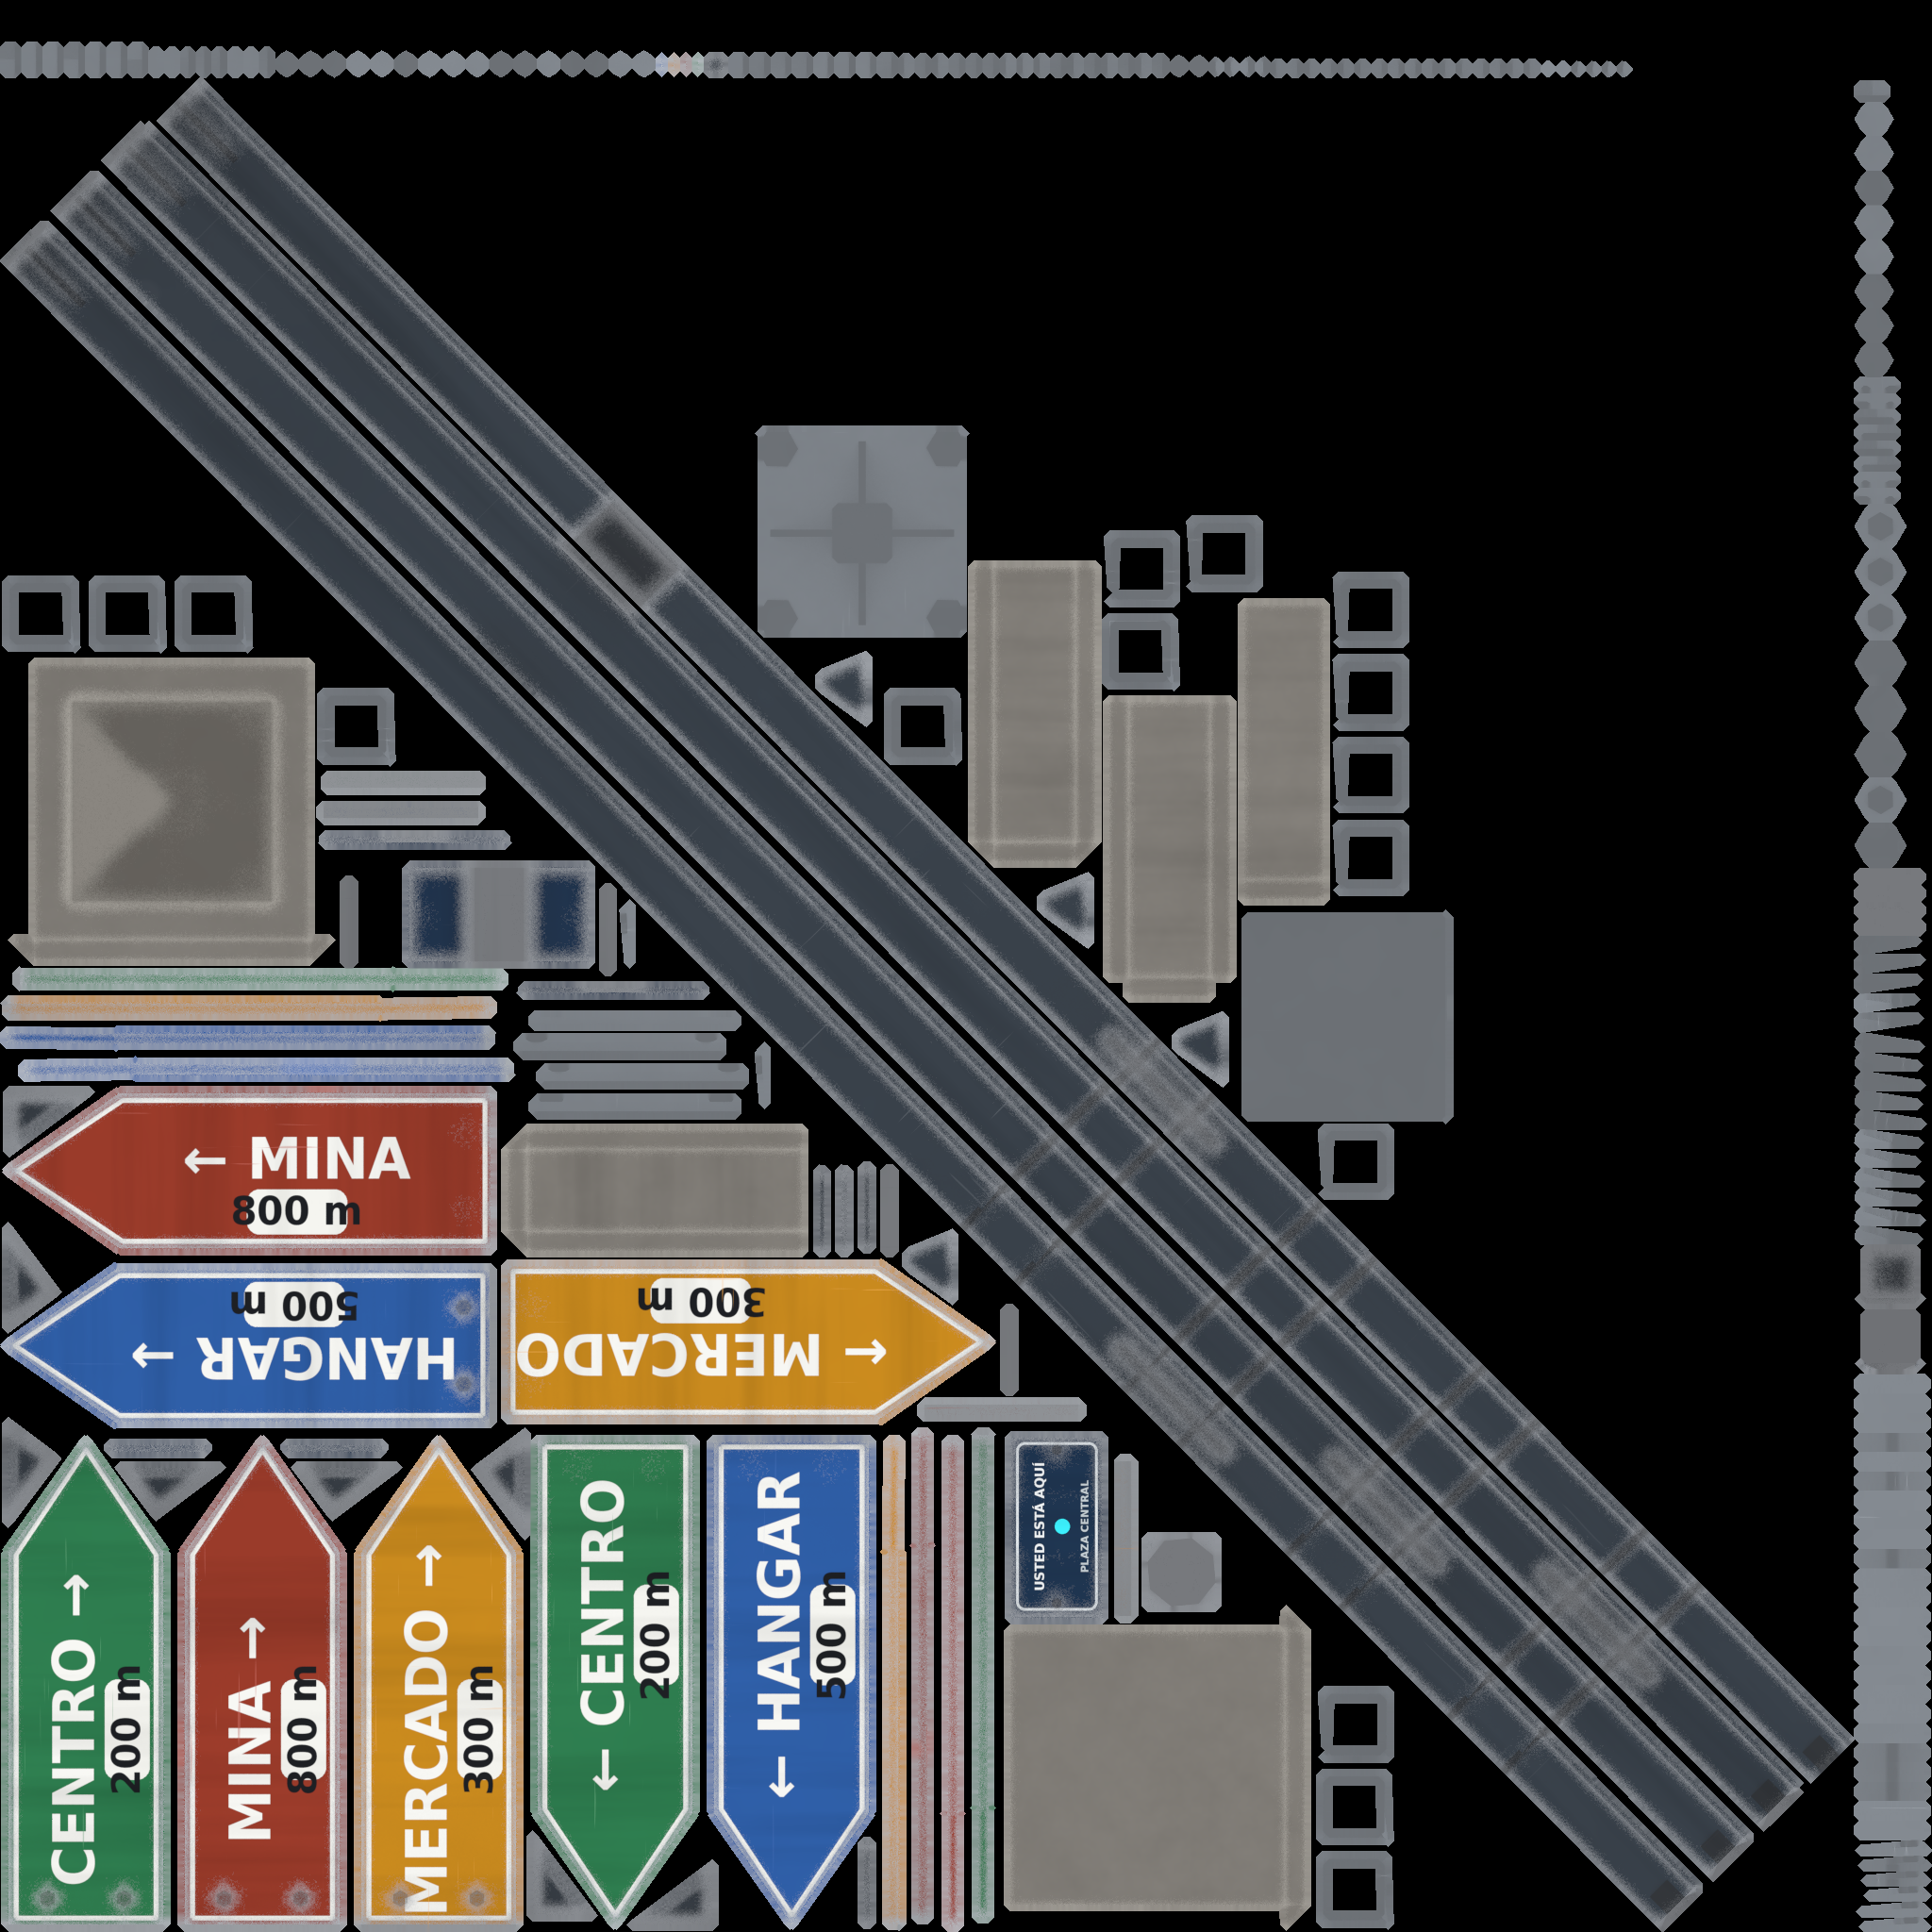 ← MINA
800 m
HANGAR →
500 m
← MERCADO
300 m
CENTRO →
200 m
MINA →
800 m
MERCADO →
300 m
← CENTRO
200 m
← HANGAR
500 m
USTED ESTÁ AQUÍ
PLAZA CENTRAL